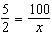 5/2 = 100/x